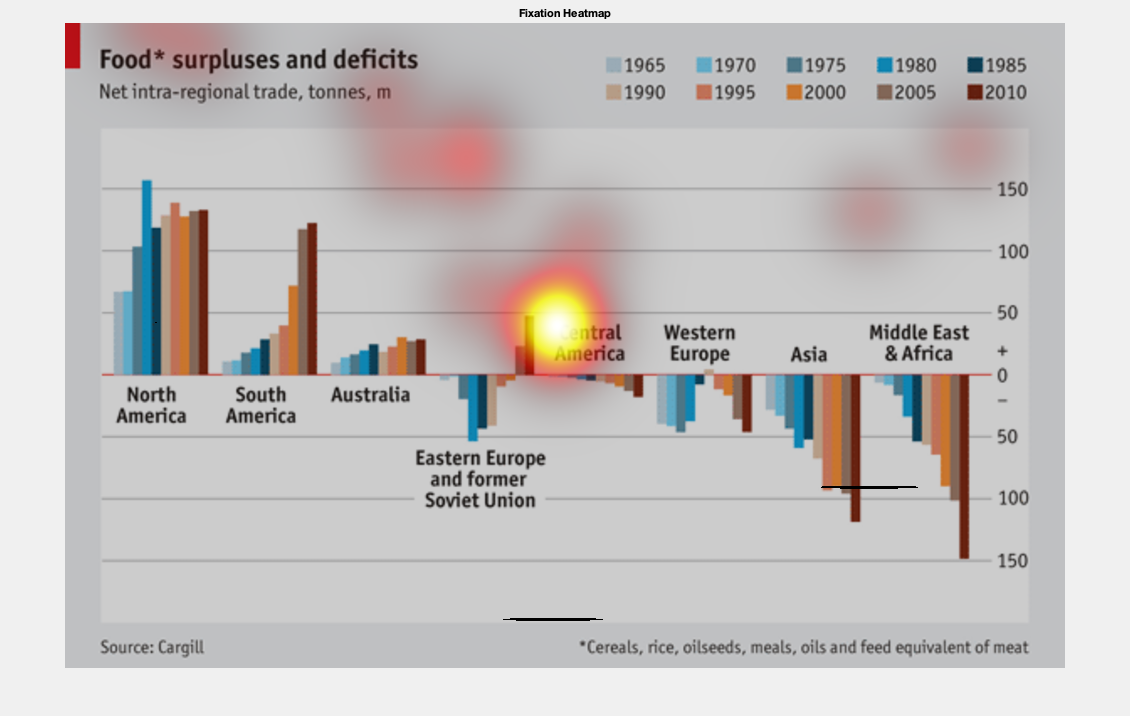 Fixation Heatmap
Food* surpluses and deficits
Net intra-regional trade, tonnes, m
1965 1970 1975 1980 1985
1990 1995 2000 2005 2010
150
100
50
+
0
–
50
100
150
North
America
South
America
Australia
Eastern Europe
and former
Soviet Union
Central
America
Western
Europe
Asia
Middle East
& Africa
Source: Cargill
*Cereals, rice, oilseeds, meals, oils and feed equivalent of meat